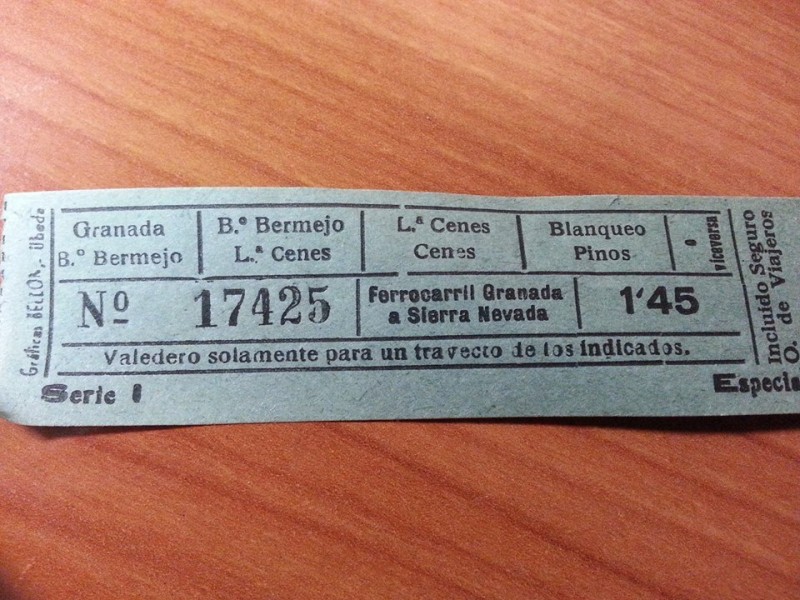 Gráficas BELLON,- Ubeda
Granada
B.º Bermejo
B.º Bermejo
L.ª Cenes
L.ª Cenes
Cenes
Blanqueo
Pinos
o viceversa
Nº 17425
Ferrocarril Granada
a Sierra Nevada
1'45
Valedero solamente para un trayecto de los indicados.
Serie I
Especia
Incluído Seguro
O. de Viajeros